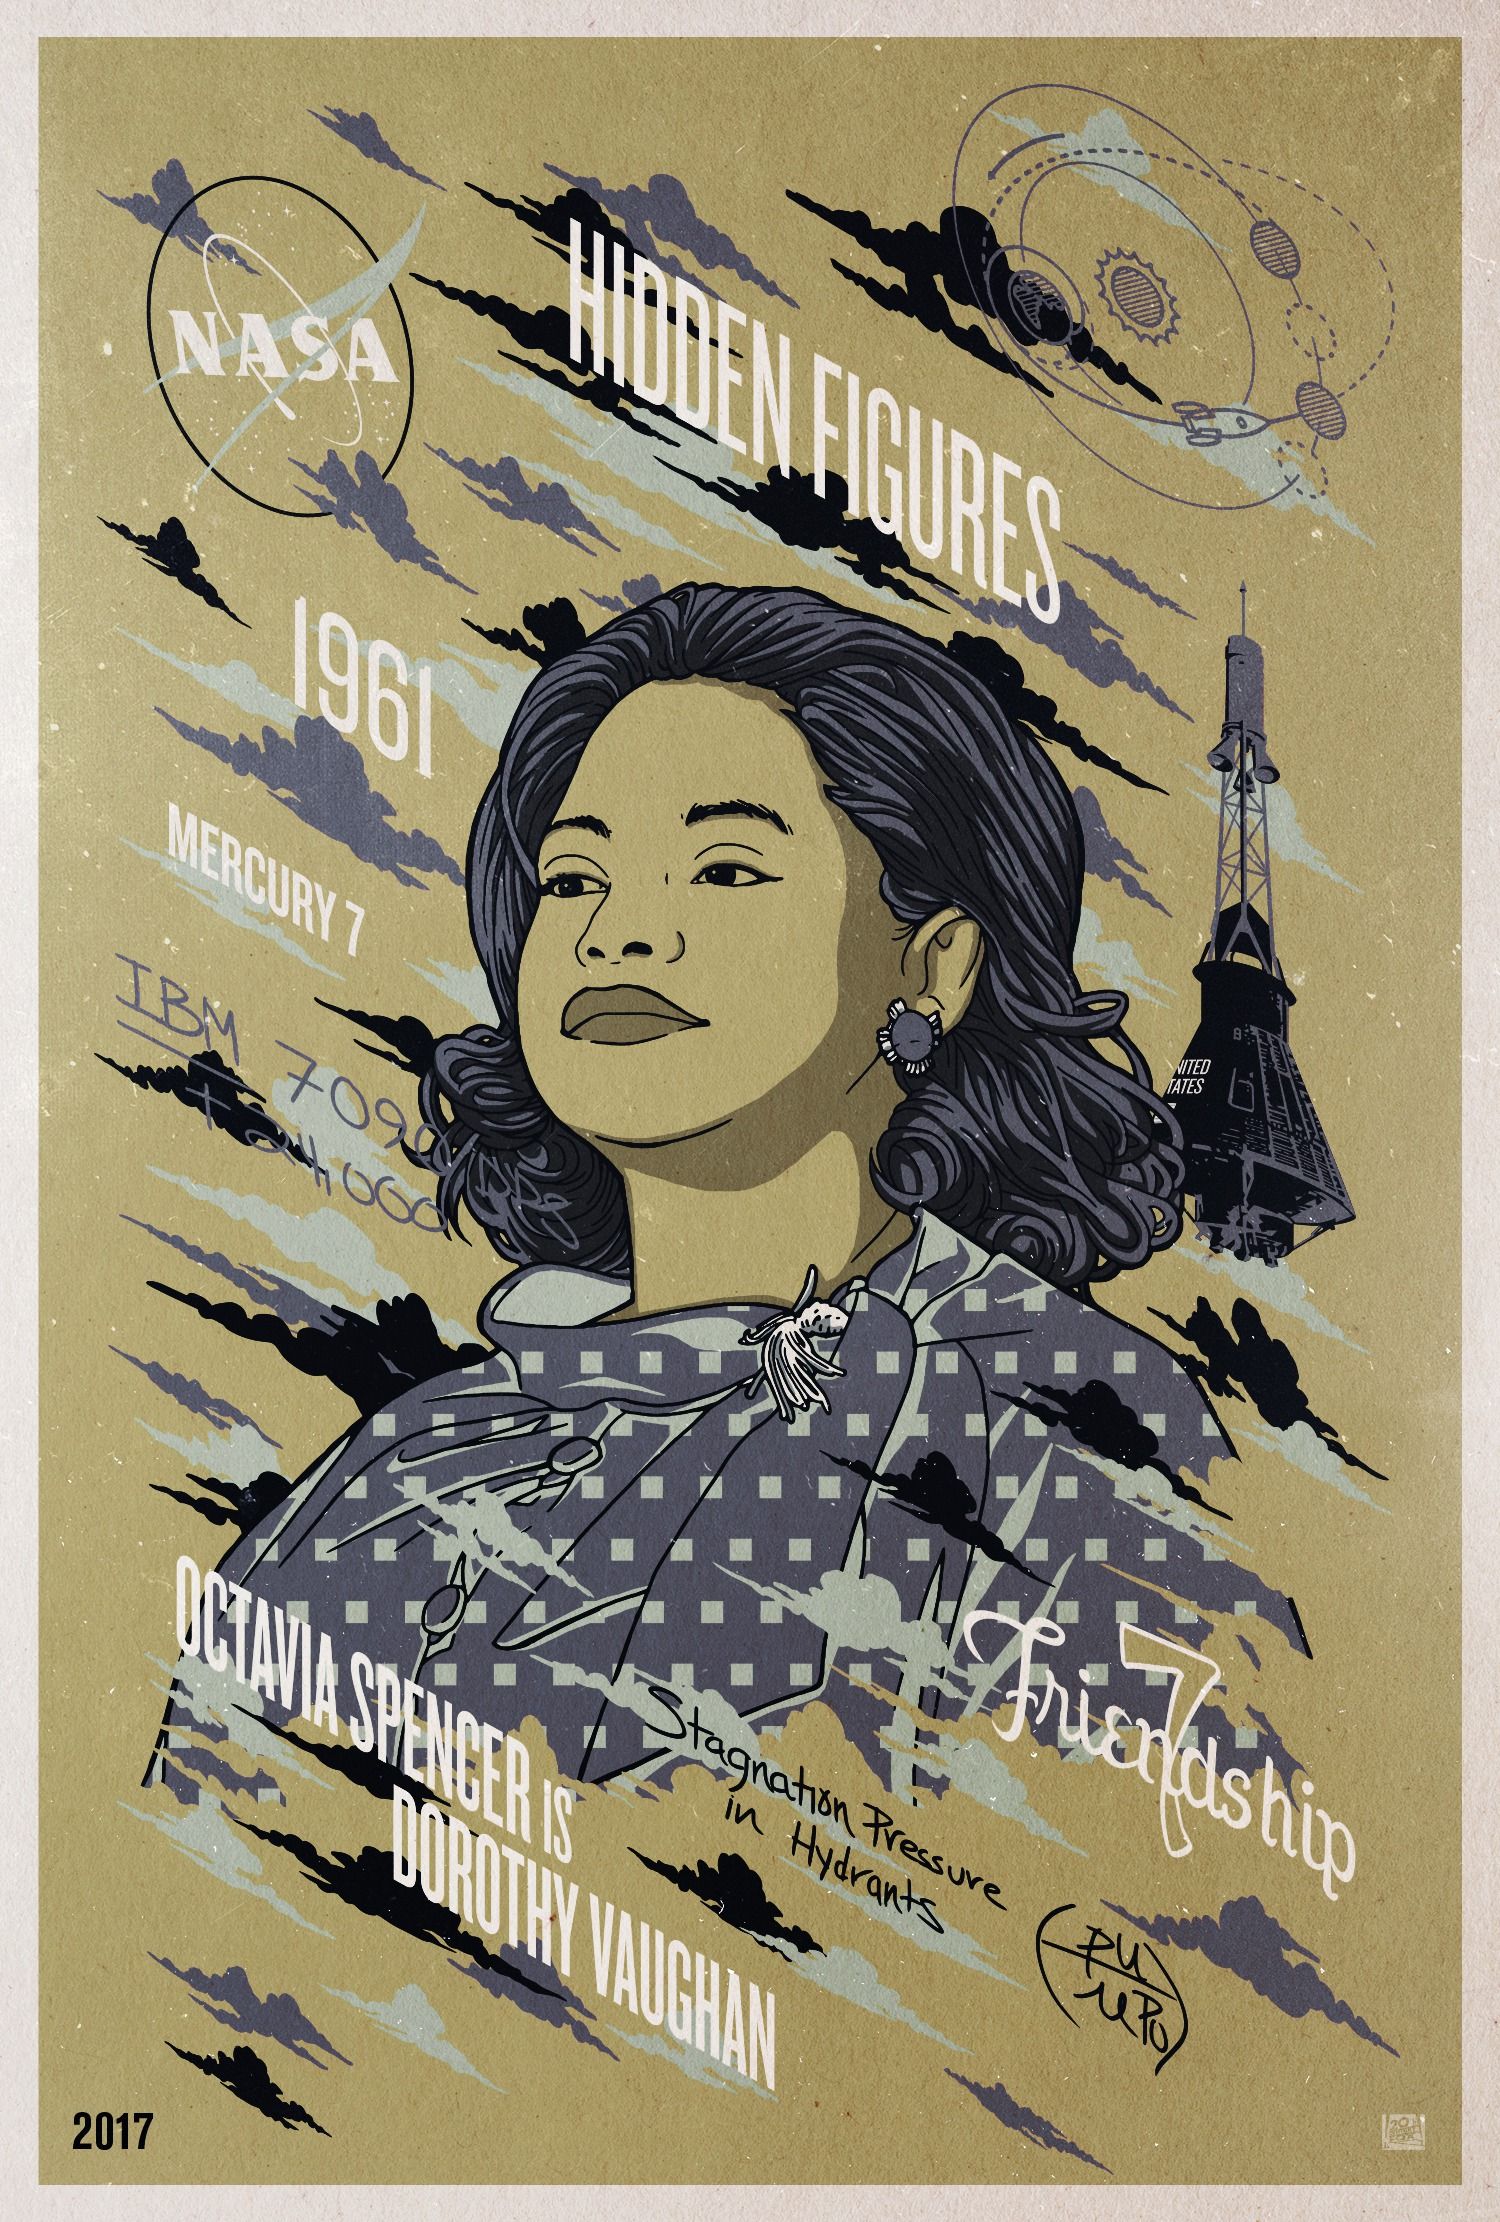 NASA
HIDDEN FIGURES
1961
MERCURY 7
IBM 7090
UNITED
STATES
Friendship
7
OCTAVIA SPENCER IS
DOROTHY VAUGHAN
Stagnation Pressure
in Hydrants
2017